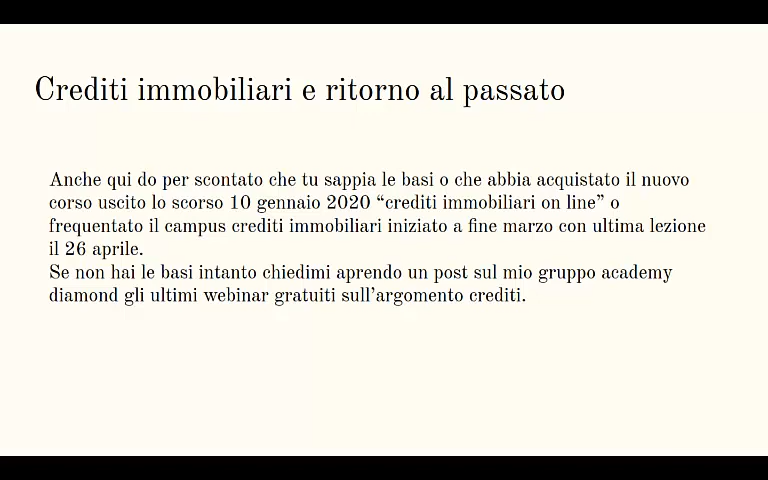 Crediti immobiliari e ritorno al passato
Anche qui do per scontato che tu sappia le basi o che abbia acquistato il nuovo
corso uscito lo scorso 10 gennaio 2020 “crediti immobiliari on line” o
frequentato il campus crediti immobiliari iniziato a fine marzo con ultima lezione
il 26 aprile.
Se non hai le basi intanto chiedimi aprendo un post sul mio gruppo academy
diamond gli ultimi webinar gratuiti sull’argomento crediti.